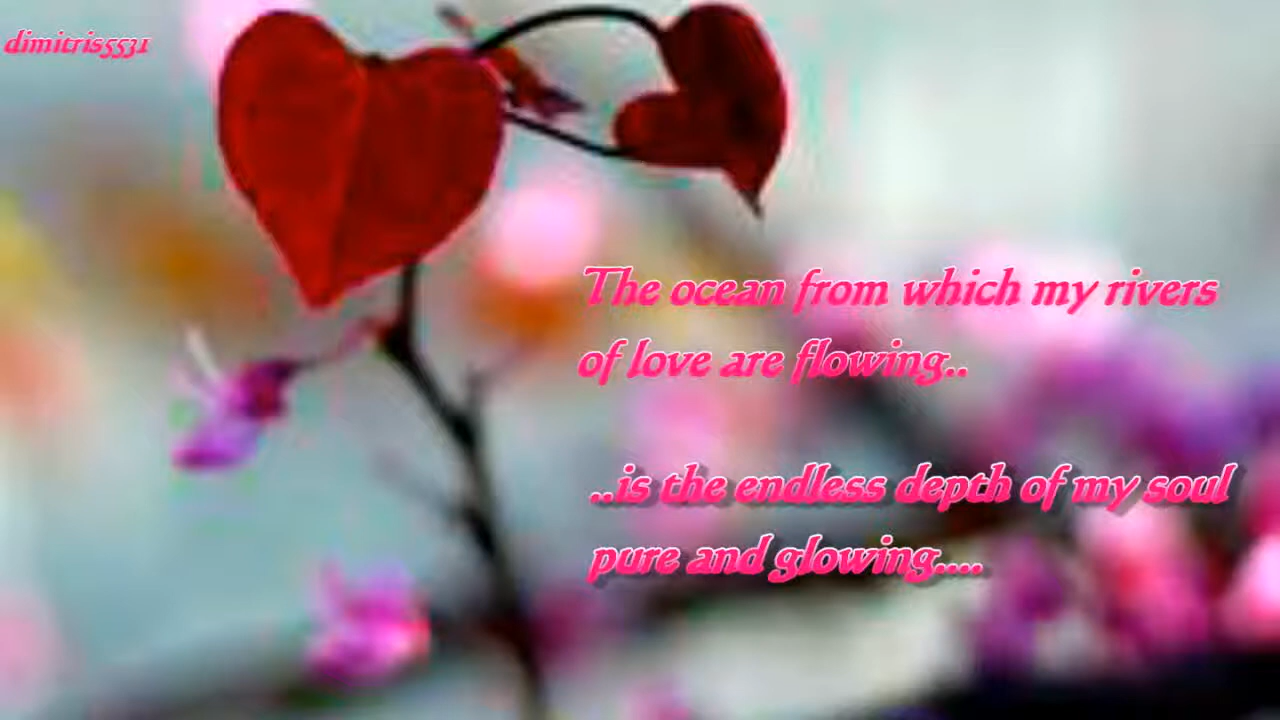 dimitris5531
The ocean from which my rivers
of love are flowing..
..is the endless depth of my soul
pure and glowing....